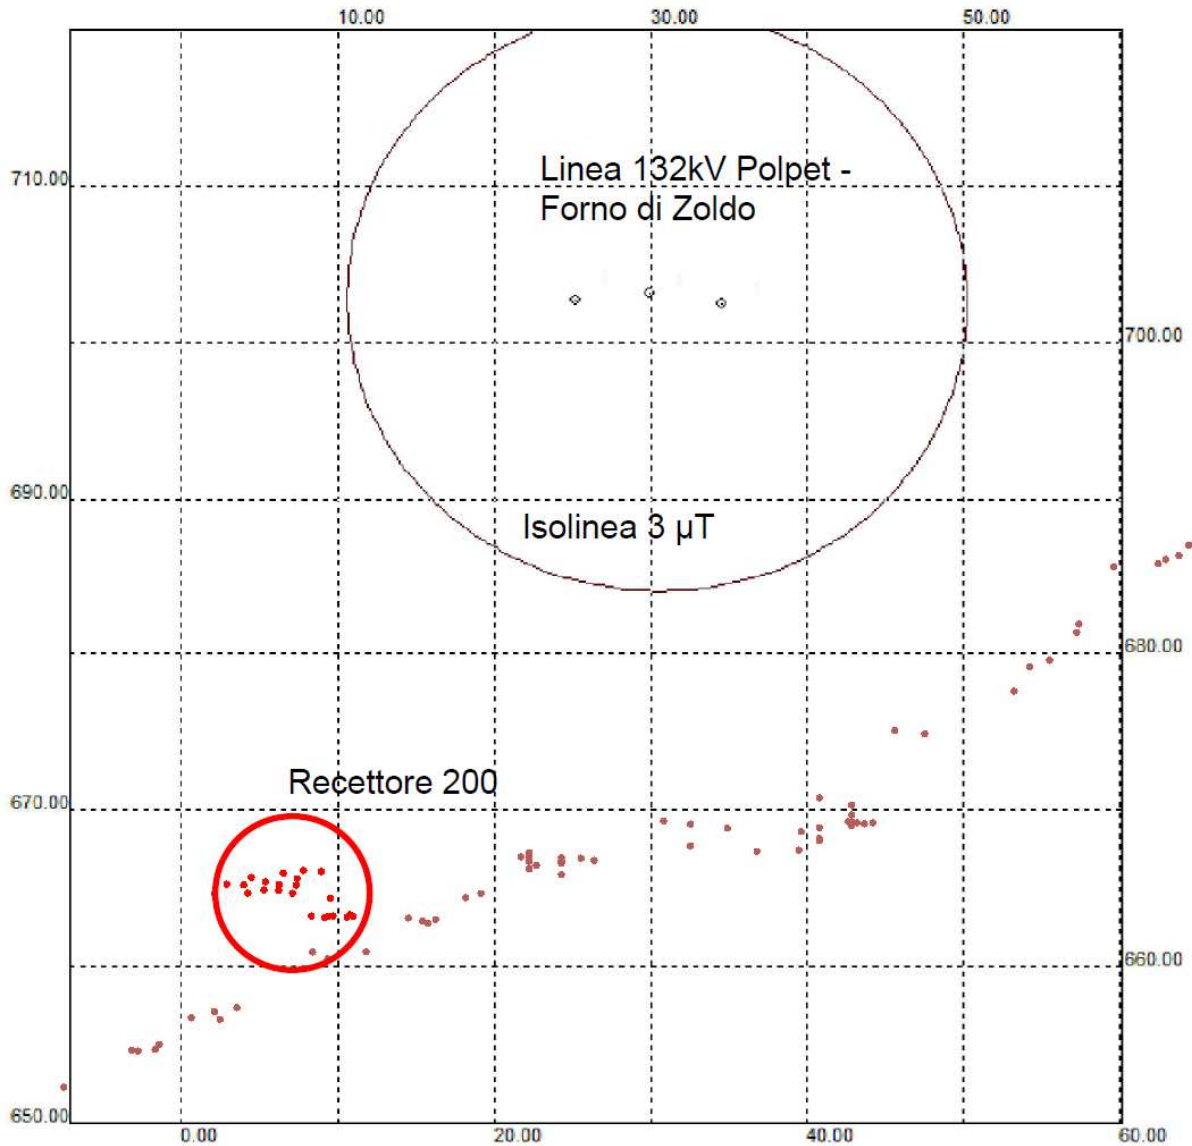 10.00 30.00 50.00
710.00
Linea 132kV Polpet -
Forno di Zoldo
700.00
690.00
Isolinea 3 µT
680.00
Recettore 200
670.00
660.00
650.00
0.00 20.00 40.00 60.00